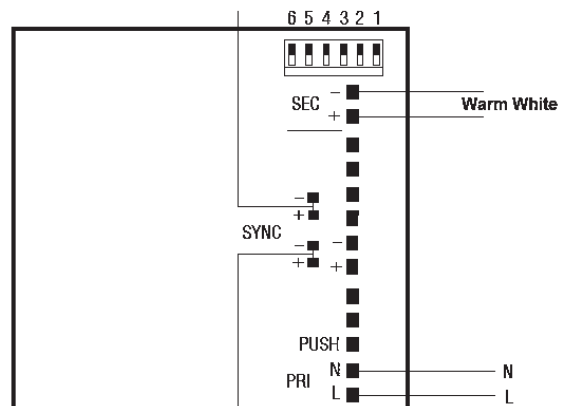 6 5 4 3 2 1
SEC - Warm White
+
-
+
SYNC
- -
+ +
PUSH
PRI N N
L L